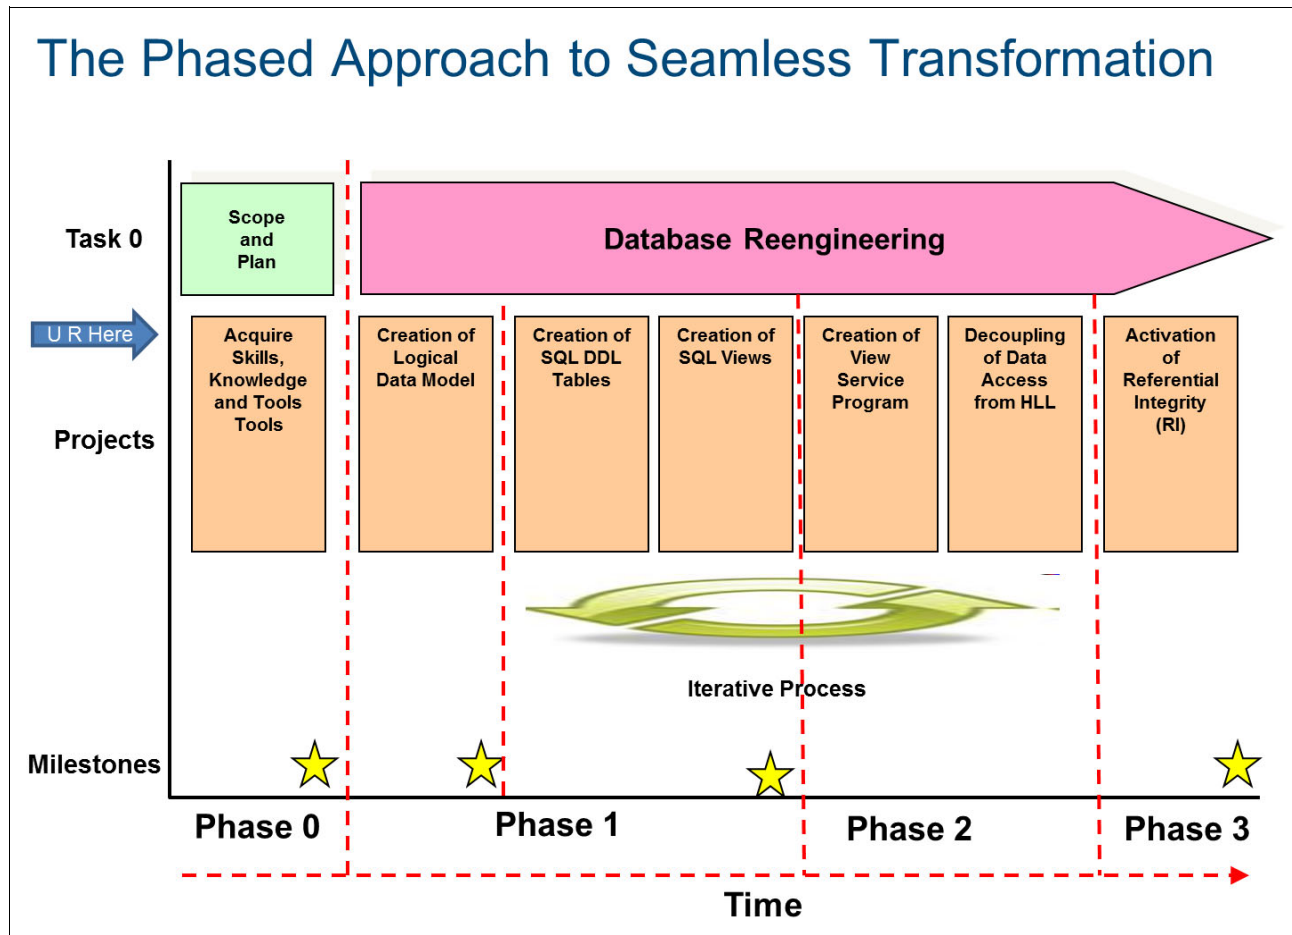 The Phased Approach to Seamless Transformation
Task 0
Scope
and
Plan
Database Reengineering
U R Here
Projects
Acquire
Skills,
Knowledge
and Tools
Tools
Creation of
Logical
Data Model
Creation of
SQL DDL
Tables
Creation of
SQL Views
Creation of
View
Service
Program
Decoupling
of Data
Access
from HLL
Activation
of
Referential
Integrity
(RI)
Iterative Process
Milestones
Phase 0
Phase 1
Phase 2
Phase 3
Time